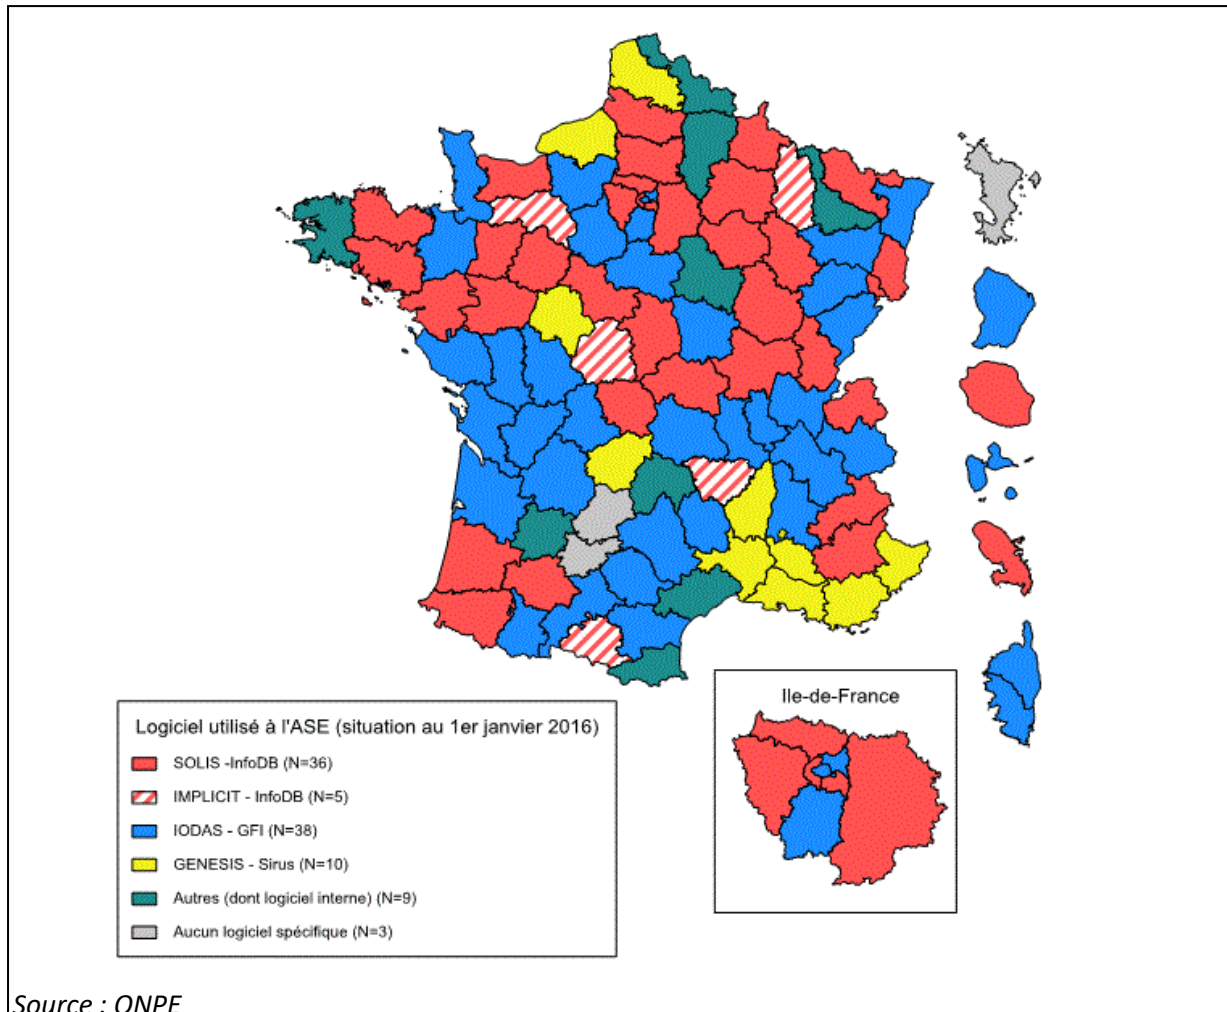 Ile-de-France
Logiciel utilisé à l'ASE (situation au 1er janvier 2016)
SOLIS -InfoDB (N=36)
IMPLICIT - InfoDB (N=5)
IODAS - GFI (N=38)
GENESIS - Sirus (N=10)
Autres (dont logiciel interne) (N=9)
Aucun logiciel spécifique (N=3)
Source : ONPE